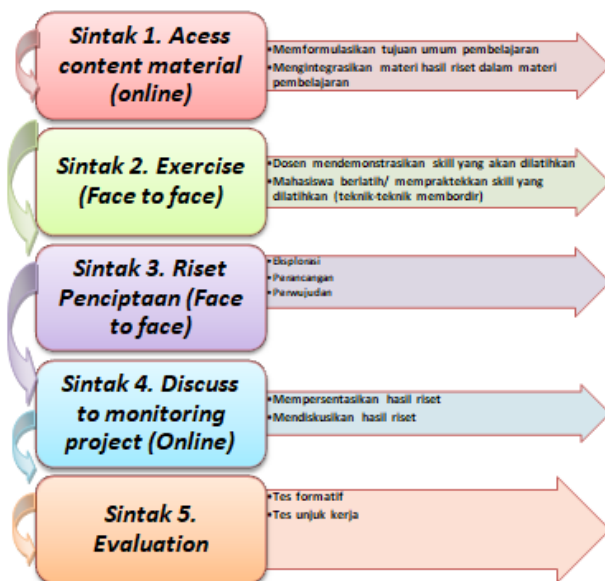 Sintak 1. Acess
content material
(online)
•Memformulasikan tujuan umum pembelajaran
•Mengintegrasikan materi hasil riset dalam materi
pembelajaran
Sintak 2. Exercise
(Face to face)
•Dosen mendemonstrasikan skill yang akan dilatihkan
•Mahasiswa berlatih/ mempraktekkan skill yang
dilatihkan (teknik-teknik membordir)
Sintak 3. Riset
Penciptaan (Face
to face)
•Eksplorasi
•Perancangan
•Perwujudan
Sintak 4. Discuss
to monitoring
project (Online)
•Mempersentasikan hasil riset
•Mendiskusikan hasil riset
Sintak 5.
Evaluation
•Tes formatif
•Tes unjuk kerja